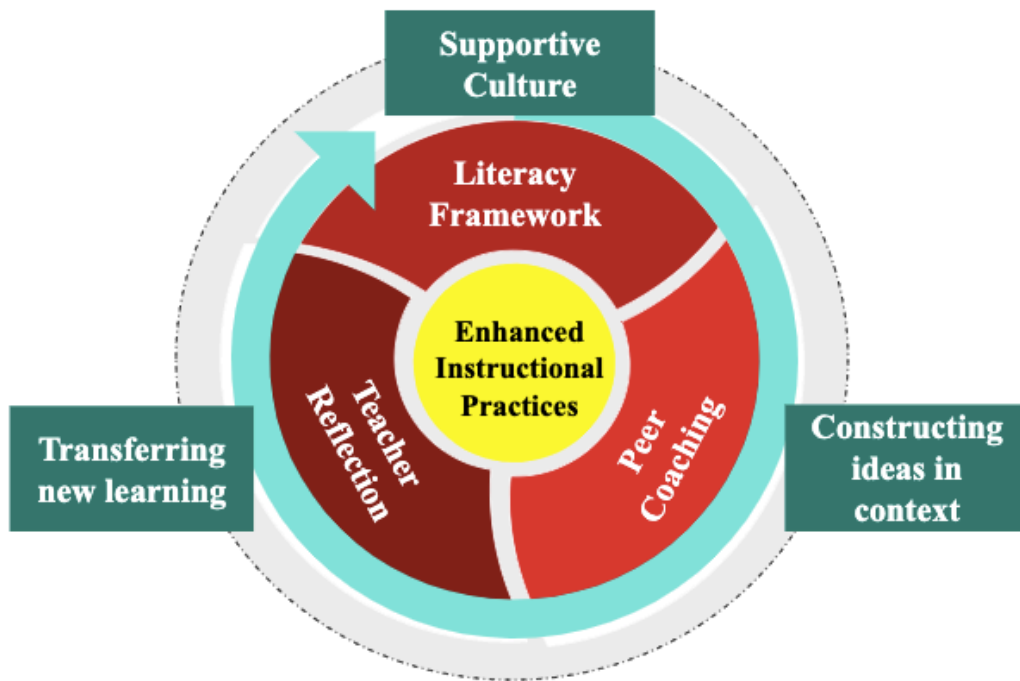 Supportive
Culture
Literacy
Framework
Enhanced
Instructional
Practices
Teacher
Reflection
Peer
Coaching
Transferring
new learning
Constructing
ideas in
context